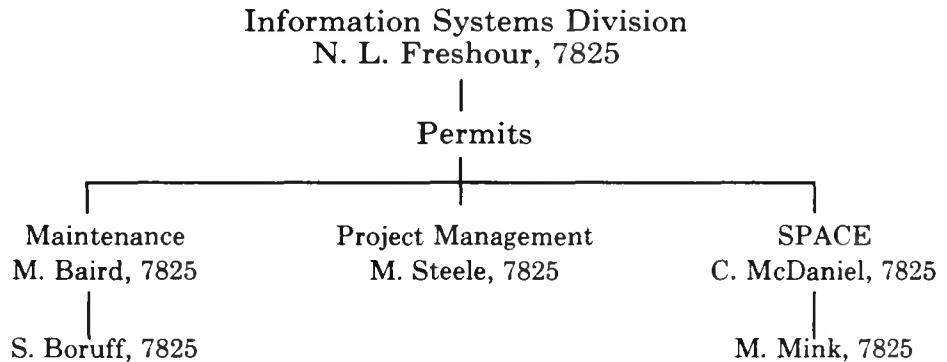 Information Systems Division
N. L. Freshour, 7825
Permits
Maintenance
M. Baird, 7825
S. Boruff, 7825
Project Management
M. Steele, 7825
SPACE
C. McDaniel, 7825
M. Mink, 7825